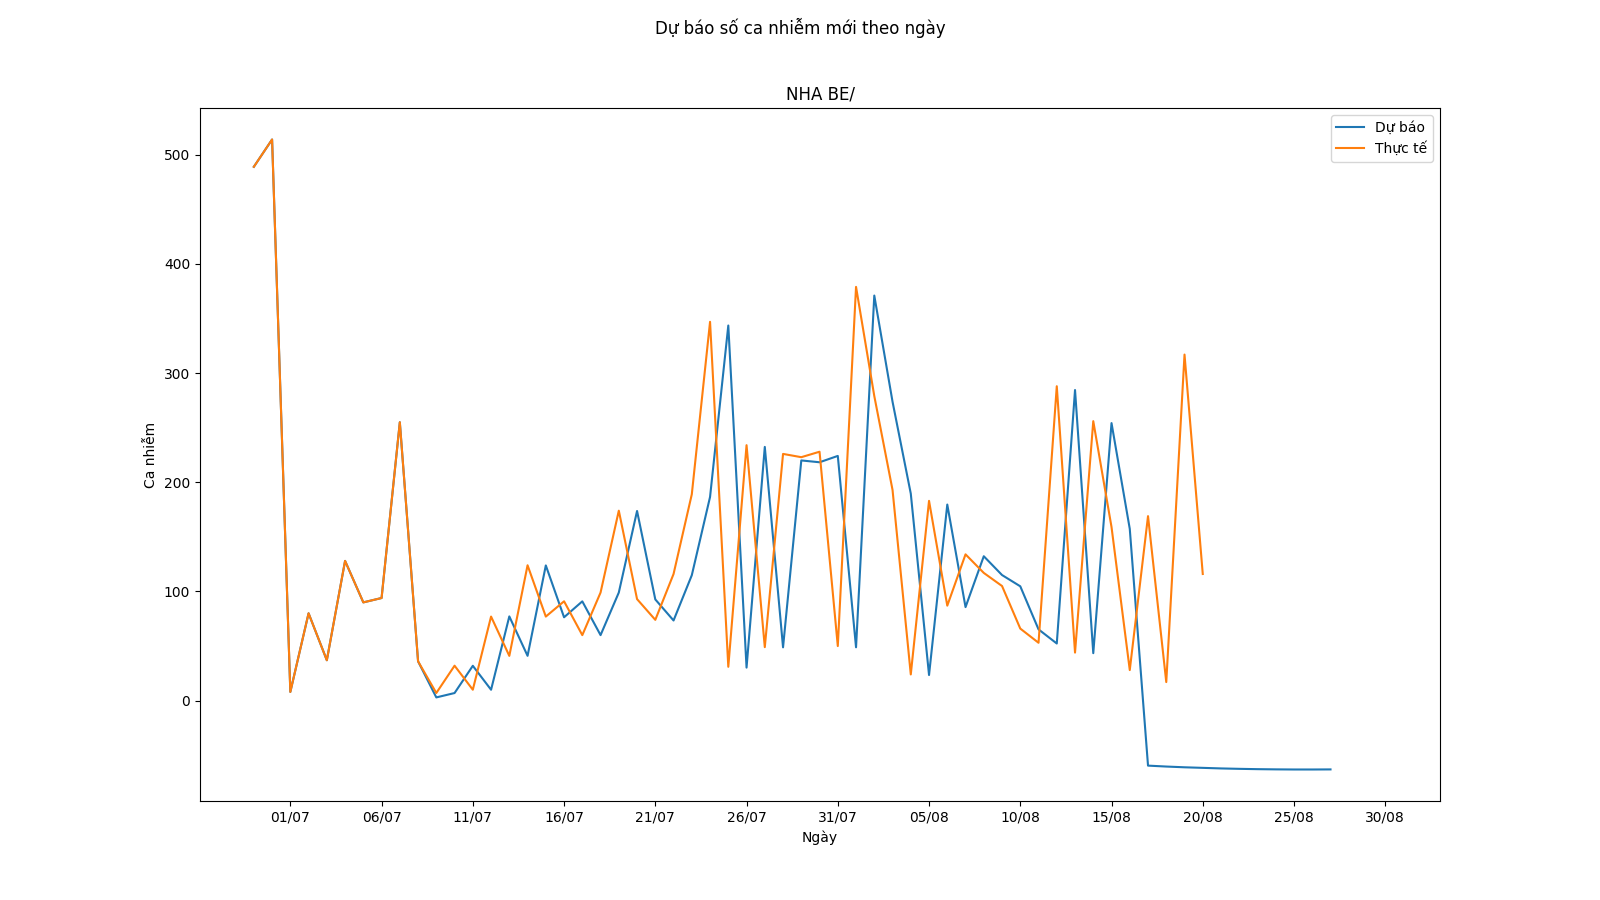 Dự báo số ca nhiễm mới theo ngày
NHA BE/
Dự báo
Thực tế
500
400
300
200
100
0
Ca nhiễm
01/07 06/07 11/07 16/07 21/07 26/07 31/07 05/08 10/08 15/08 20/08 25/08 30/08
Ngày